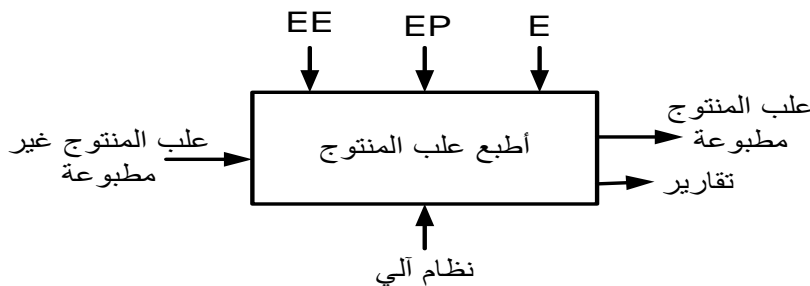 EE EP E
علب المنتوج غير
مطبوعة
أطبع علب المنتوج
علب المنتوج
مطبوعة
تقارير
نظام آلي